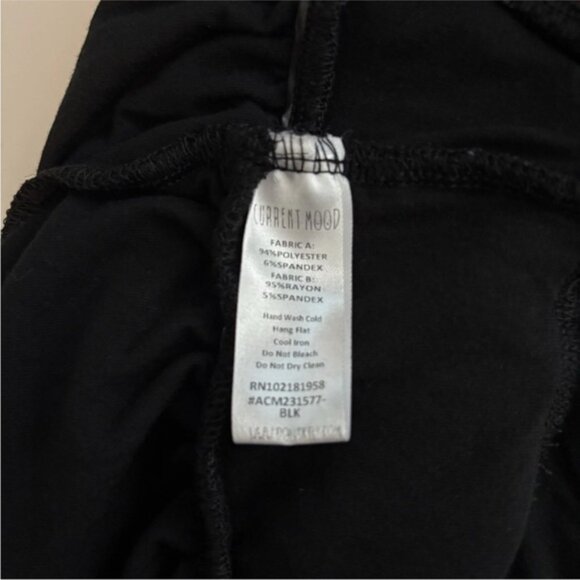 CURRENT MOOD
FABRIC A:
94%POLYESTER
6%SPANDEX
FABRIC B:
95%RAYON
5%SPANDEX
Hand Wash Cold
Hang Flat
Cool Iron
Do Not Bleach
Do Not Dry Clean
RN102181958
#ACM231577-
BLK